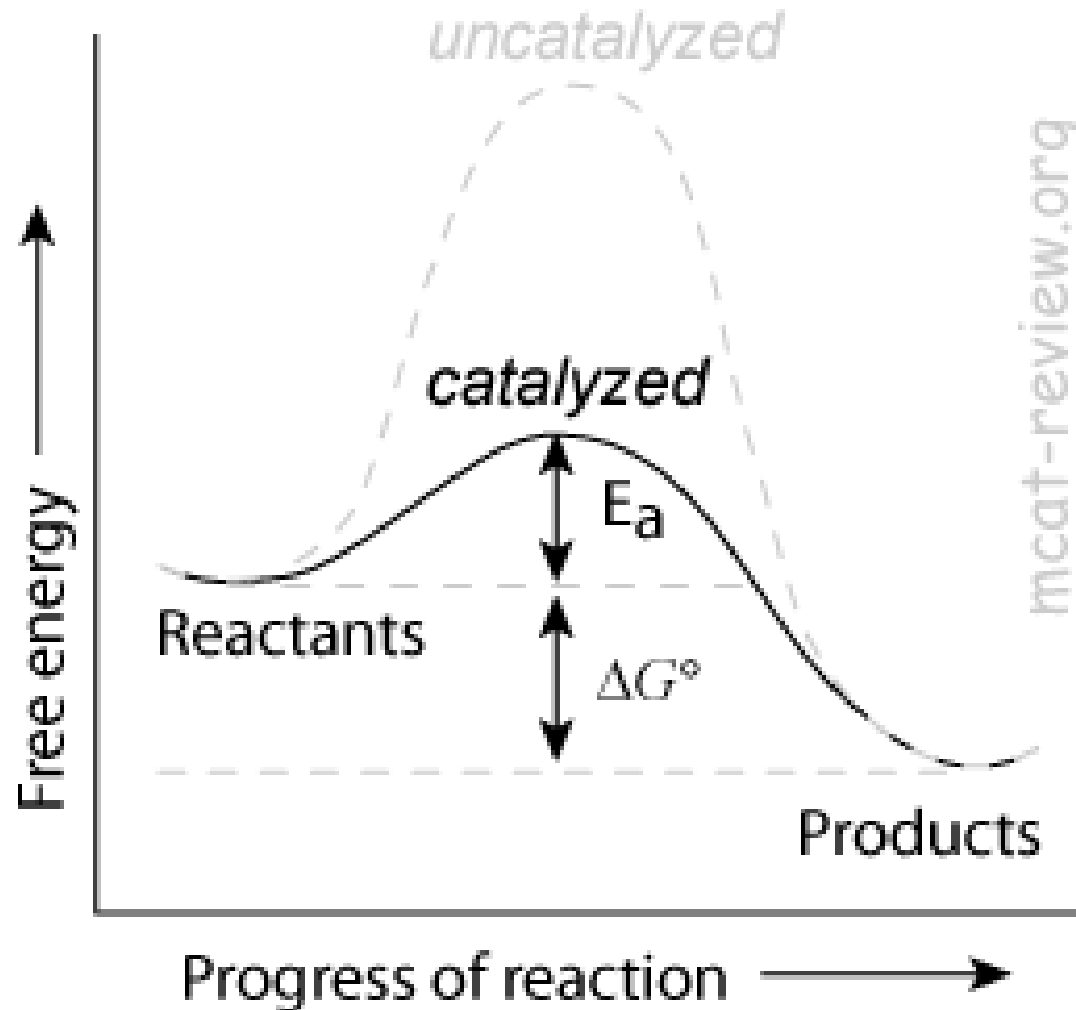 uncatalyzed
catalyzed
Ea
Reactants
ΔG°
Products
Free energy
Progress of reaction
mcat-review.org